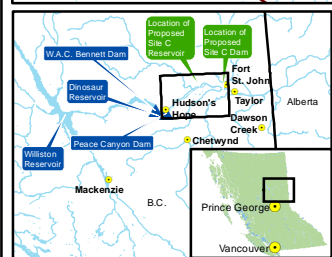 Location of
Proposed
Site C
Reservoir
Location of
Proposed
Site C Dam
W.A.C. Bennett Dam
Fort
St. John
Dinosaur
Reservoir
Taylor
Alberta
Hudson's
Hope
Dawson
Creek
Peace Canyon Dam
Chetwynd
Williston
Reservoir
Mackenzie
B.C.
Prince George
Vancouver